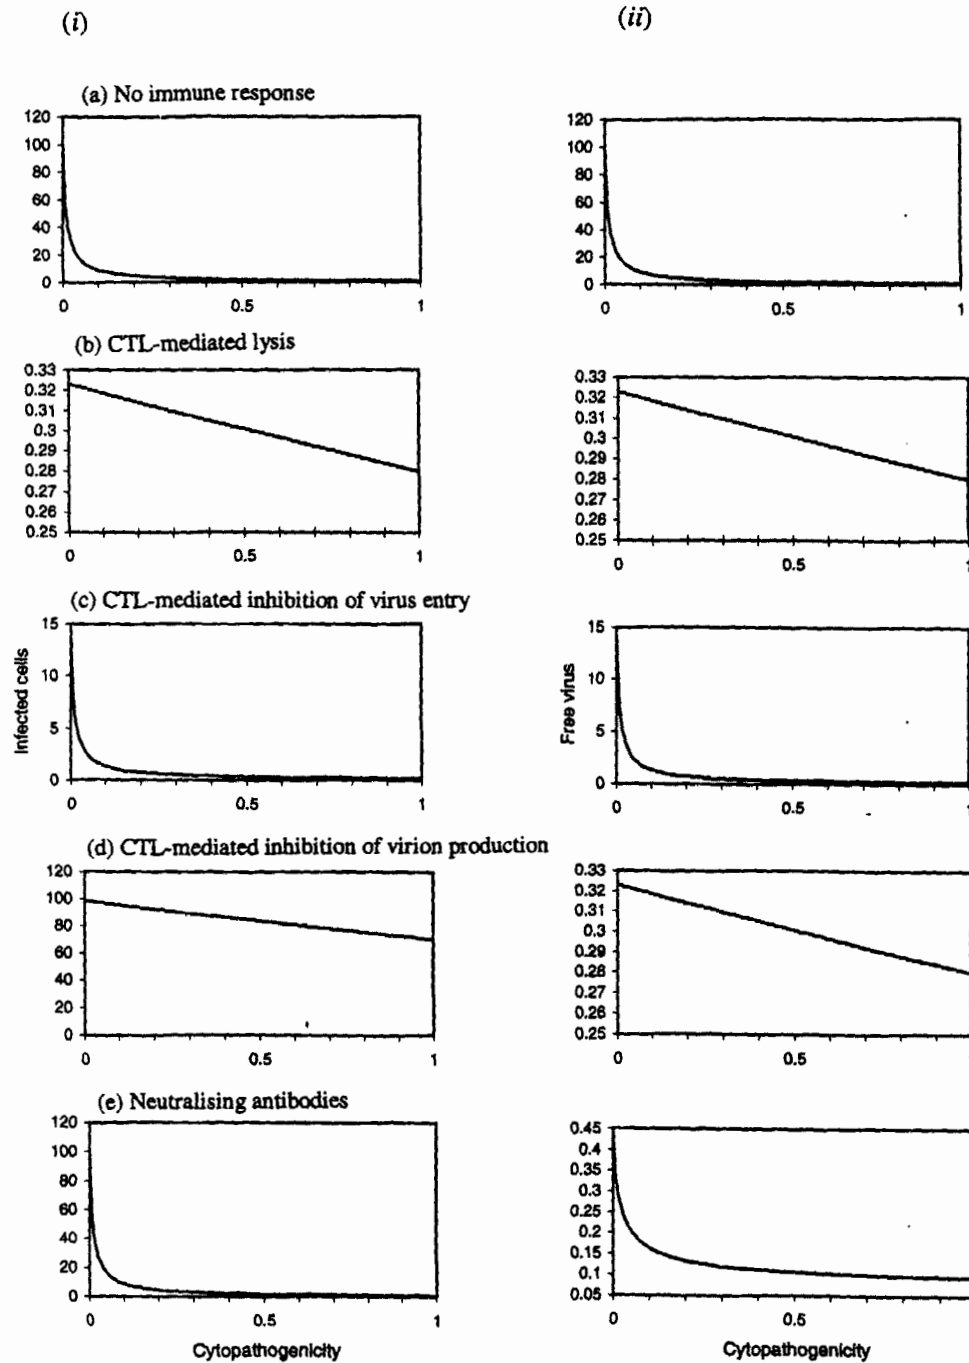 (i) (ii)
(a) No immune response
120 120
100 100
80 80
60 60
40 40
20 20
0 0
0 0.5 1 0 0.5 1
(b) CTL-mediated lysis
0.33 0.33
0.32 0.32
0.31 0.31
0.3 0.3
0.29 0.29
0.28 0.28
0.27 0.27
0.26 0.26
0.25 0.25
0 0.5 1 0 0.5 1
(c) CTL-mediated inhibition of virus entry
Infected cells
Free virus
15 15
10 10
5 5
0 0
0 0.5 1 0 0.5 1
(d) CTL-mediated inhibition of virion production
120 0.33
100 0.32
80 0.31
60 0.3
40 0.29
20 0.28
0 0.27
0.26
0.25
0 0.5 1 0 0.5 1
(e) Neutralising antibodies
120 0.45
100 0.4
80 0.35
60 0.3
40 0.25
20 0.2
0 0.15
0.1
0.05
0 0.5 1 0 0.5
Cytopathogenicity Cytopathogenicity